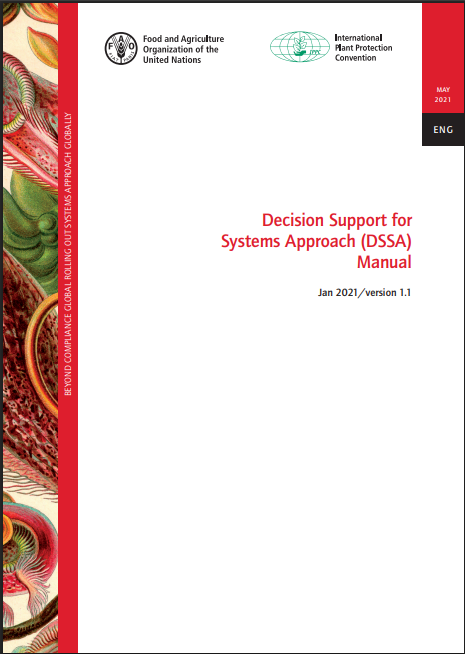 Food and Agriculture
Organization of the
United Nations
International
Plant Protection
Convention
MAY
2021
ENG
BEYOND COMPLIANCE GLOBAL ROLLING OUT SYSTEMS APPROACH GLOBALLY
Decision Support for
Systems Approach (DSSA)
Manual
Jan 2021/version 1.1